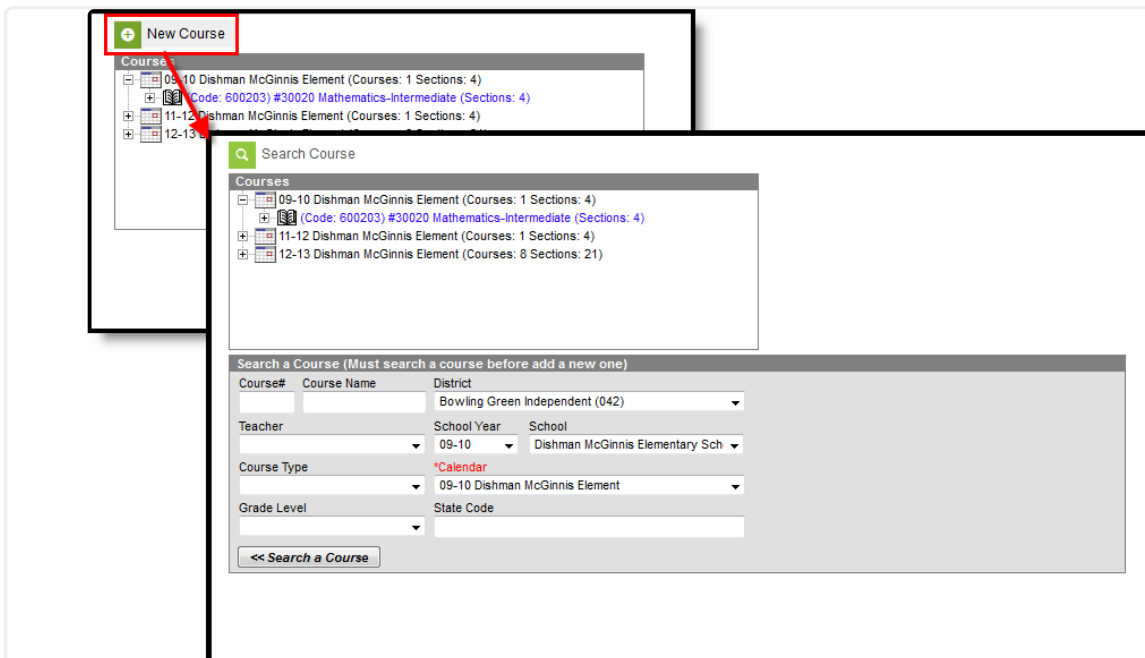 New Course
Courses
09-10 Dishman McGinnis Element (Courses: 1 Sections: 4)
(Code: 600203) #30020 Mathematics-Intermediate (Sections: 4)
11-12 Dishman McGinnis Element (Courses: 1 Sections: 4)
12-13
Search Course
Courses
09-10 Dishman McGinnis Element (Courses: 1 Sections: 4)
(Code: 600203) #30020 Mathematics-Intermediate (Sections: 4)
11-12 Dishman McGinnis Element (Courses: 1 Sections: 4)
12-13 Dishman McGinnis Element (Courses: 8 Sections: 21)
Search a Course (Must search a course before add a new one)
Course# Course Name District
Bowling Green Independent (042)
Teacher School Year School
09-10 Dishman McGinnis Elementary Sch
Course Type *Calendar
09-10 Dishman McGinnis Element
Grade Level State Code
<< Search a Course